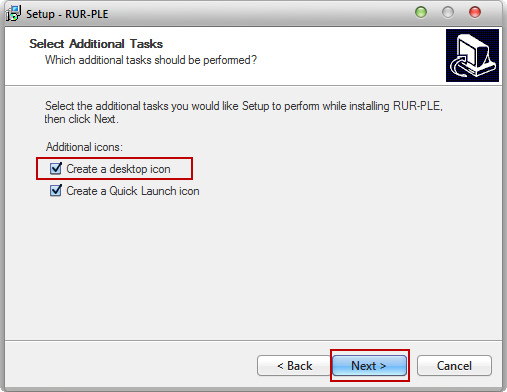 Setup - RUR-PLE
Select Additional Tasks
Which additional tasks should be performed?
Select the additional tasks you would like Setup to perform while installing RUR-PLE,
then click Next.
Additional icons:
Create a desktop icon
Create a Quick Launch icon
< Back
Next >
Cancel